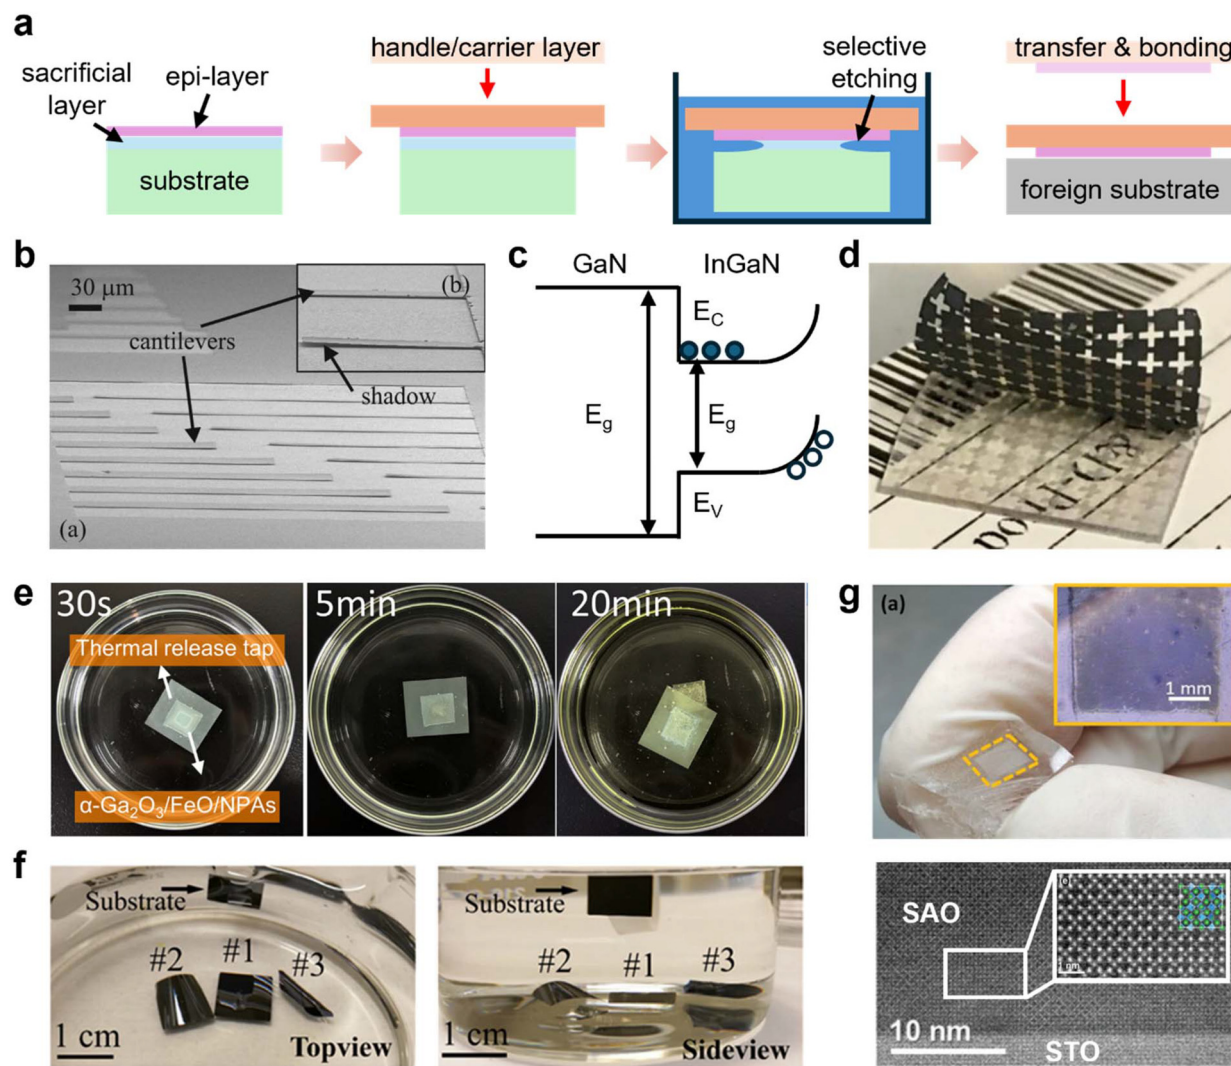 a
sacrificial
layer
epi-layer
substrate
handle/carrier layer
selective
etching
transfer & bonding
foreign substrate
b
30 μm
cantilevers
(b)
shadow
(a)
c
GaN InGaN
E_C
E_g E_g
E_V
d
e
30s
Thermal release tap
α-Ga₂O₃/FeO/NPAs
5min
20min
f
Substrate
#2 #1 #3
1 cm Topview
Substrate
#2 #1 #3
1 cm Sideview
g
(a)
1 mm
SAO
10 nm
STO